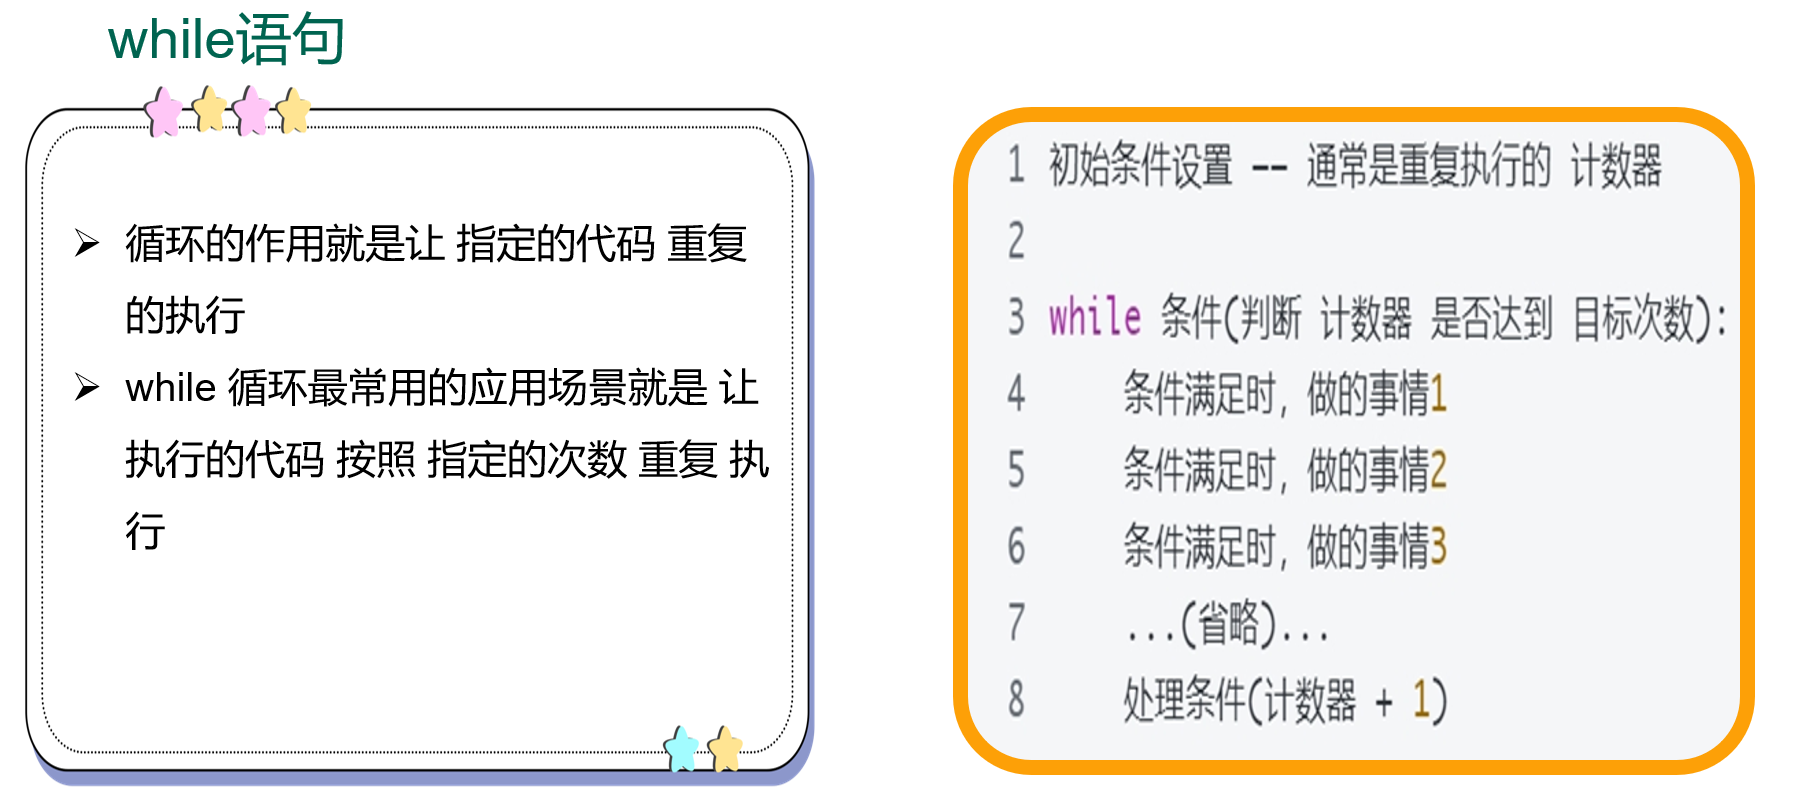 while语句
➢ 循环的作用就是让 指定的代码 重复
的执行
➢ while 循环最常用的应用场景就是 让
执行的代码 按照 指定的次数 重复 执
行
1 初始条件设置 -- 通常是重复执行的 计数器
2
3 while 条件(判断 计数器 是否达到 目标次数):
4     条件满足时, 做的事情1
5     条件满足时, 做的事情2
6     条件满足时, 做的事情3
7     ...(省略)...
8     处理条件(计数器 + 1)